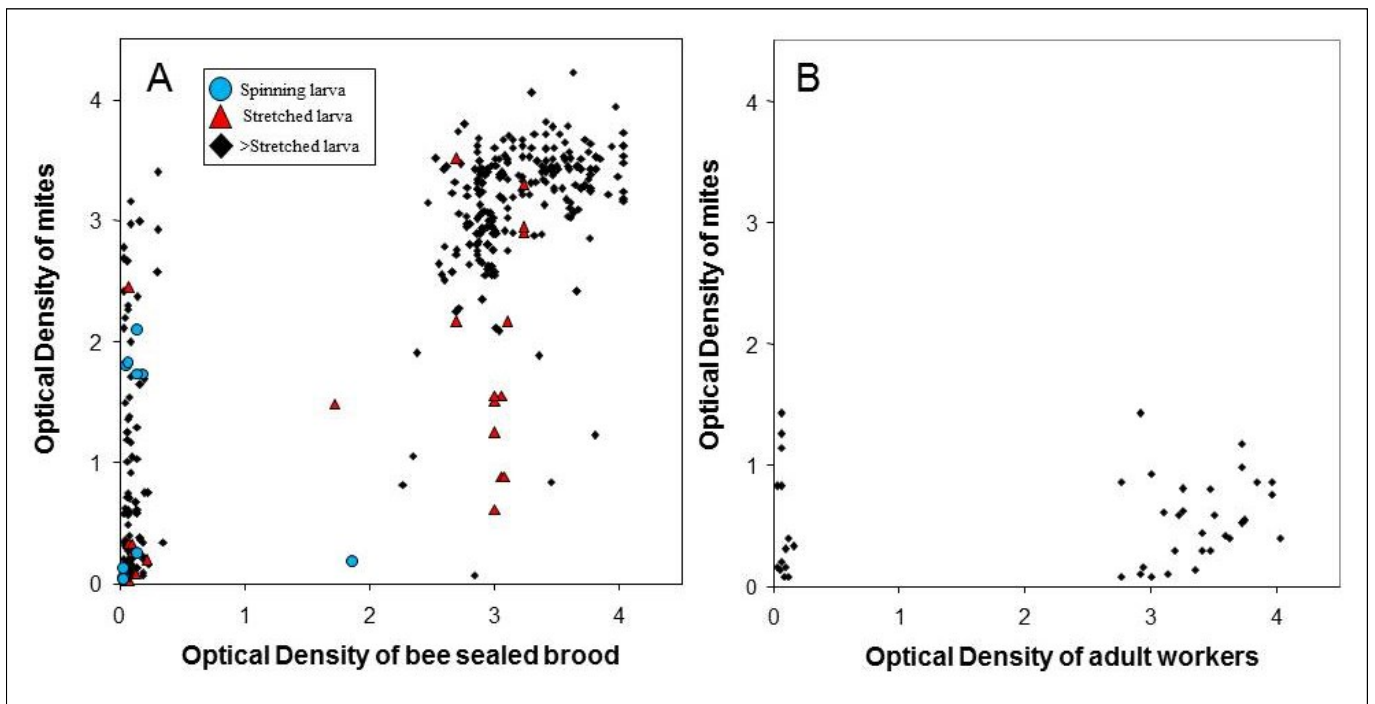 A
Spinning larva
Stretched larva
>Stretched larva
4
3
2
1
0
0 1 2 3 4
Optical Density of mites
Optical Density of bee sealed brood
B
4
3
2
1
0
0 1 2 3 4
Optical Density of mites
Optical Density of adult workers